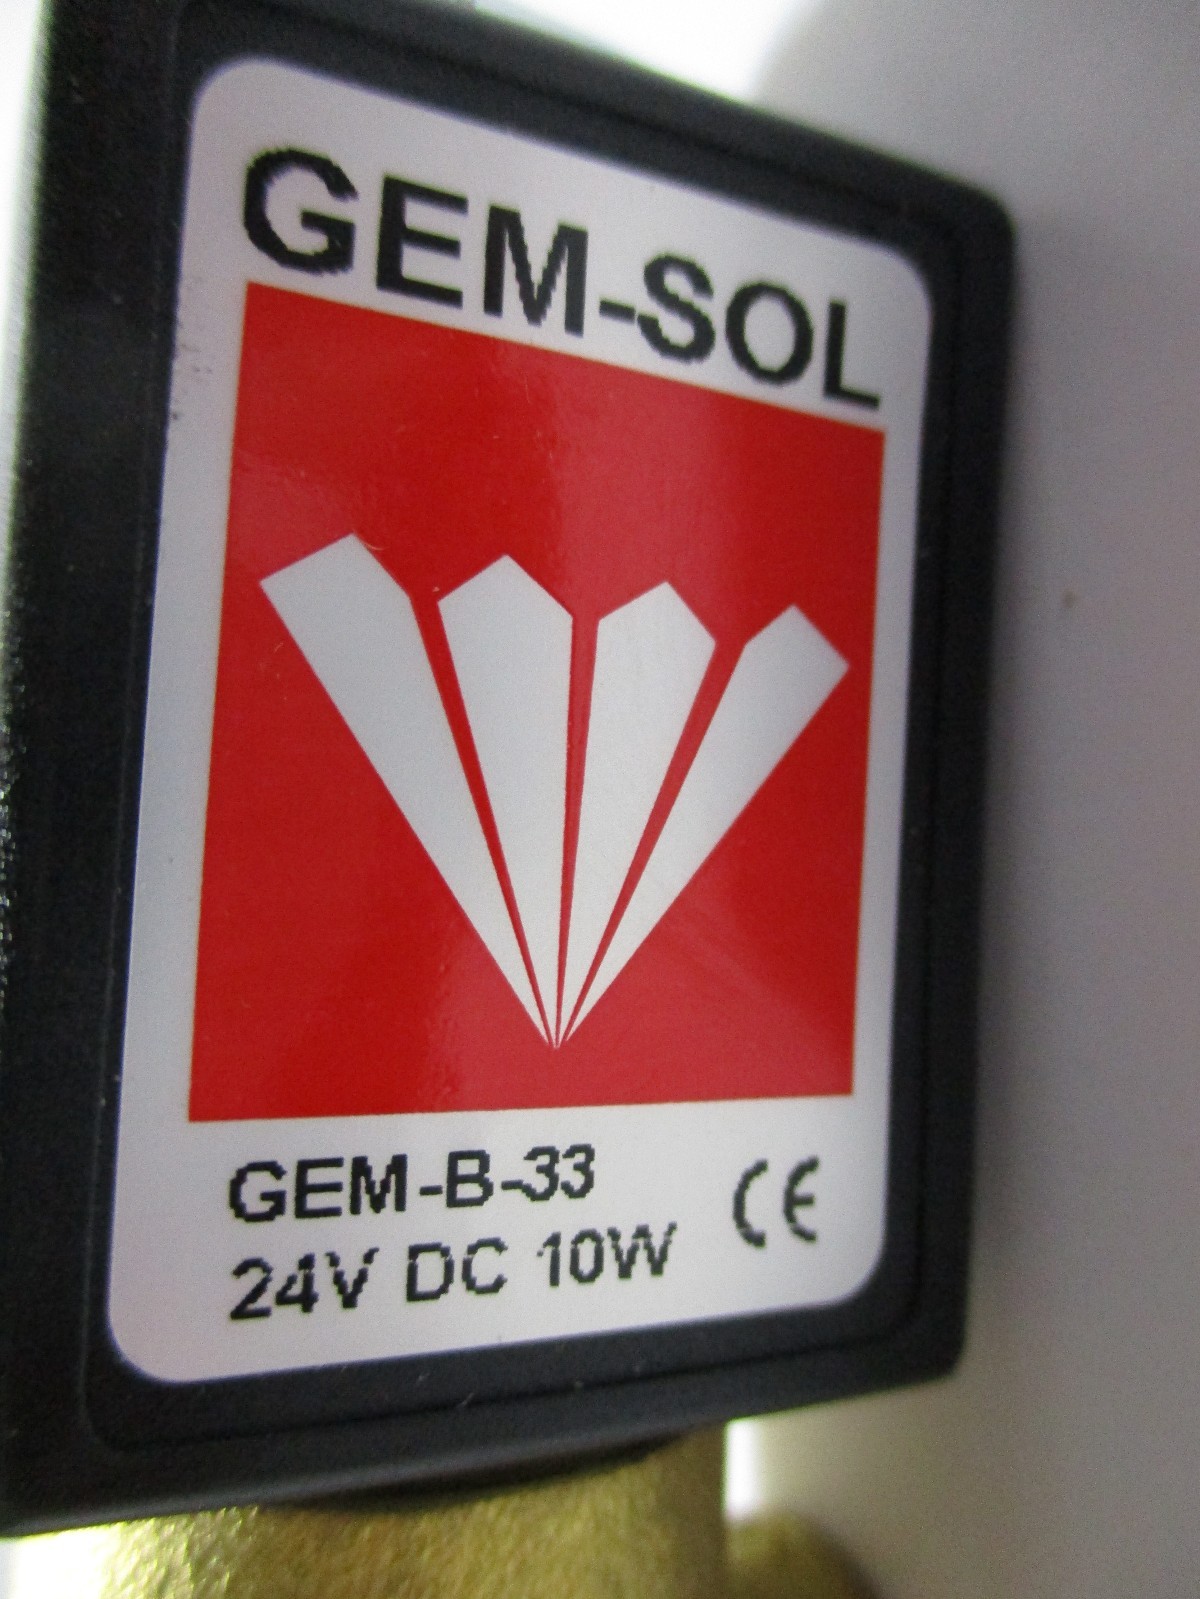 GEM-SOL
GEM-B-33
24V DC 10W
CE